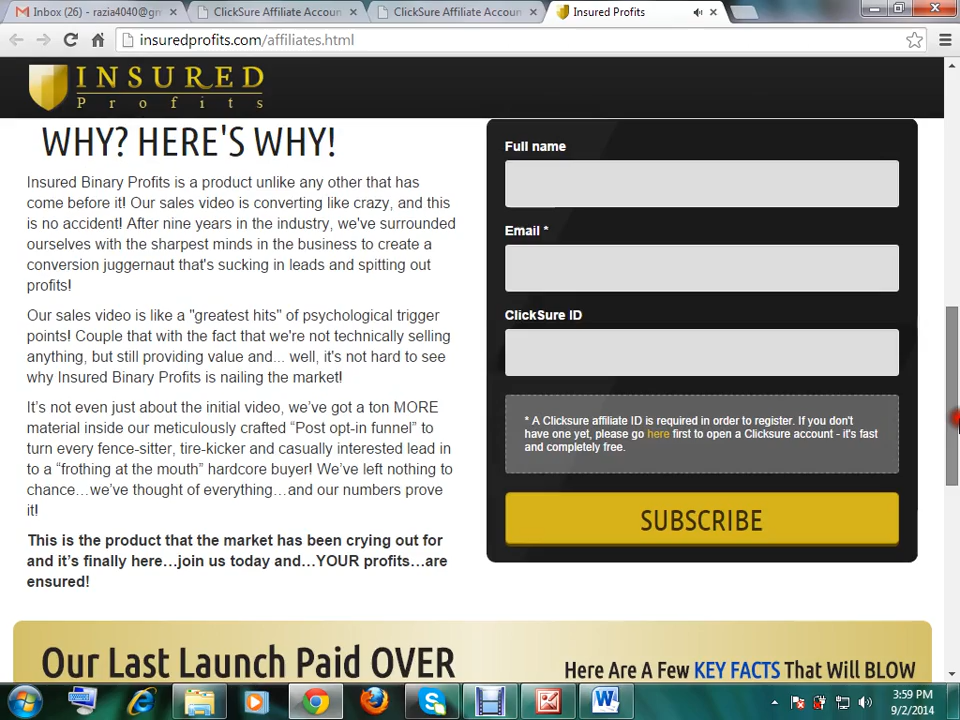 Inbox (26) - razia4040@gm
ClickSure Affiliate Accoun
ClickSure Affiliate Accoun
Insured Profits
insuredprofits.com/affiliates.html
INSURED
Profits
WHY? HERE'S WHY!
Insured Binary Profits is a product unlike any other that has
come before it! Our sales video is converting like crazy, and this
is no accident! After nine years in the industry, we've surrounded
ourselves with the sharpest minds in the business to create a
conversion juggernaut that's sucking in leads and spitting out
profits!
Our sales video is like a "greatest hits" of psychological trigger
points! Couple that with the fact that we're not technically selling
anything, but still providing value and... well, it's not hard to see
why Insured Binary Profits is nailing the market!
It’s not even just about the initial video, we’ve got a ton MORE
material inside our meticulously crafted “Post opt-in funnel” to
turn every fence-sitter, tire-kicker and casually interested lead in
to a “frothing at the mouth” hardcore buyer! We’ve left nothing to
chance…we’ve thought of everything…and our numbers prove
it!
This is the product that the market has been crying out for
and it’s finally here…join us today and…YOUR profits…are
ensured!
Full name
Email *
ClickSure ID
* A Clicksure affiliate ID is required in order to register. If you don't
have one yet, please go here first to open a Clicksure account - it's fast
and completely free.
SUBSCRIBE
Our Last Launch Paid OVER
Here Are A Few KEY FACTS That Will BLOW
3:59 PM
9/2/2014